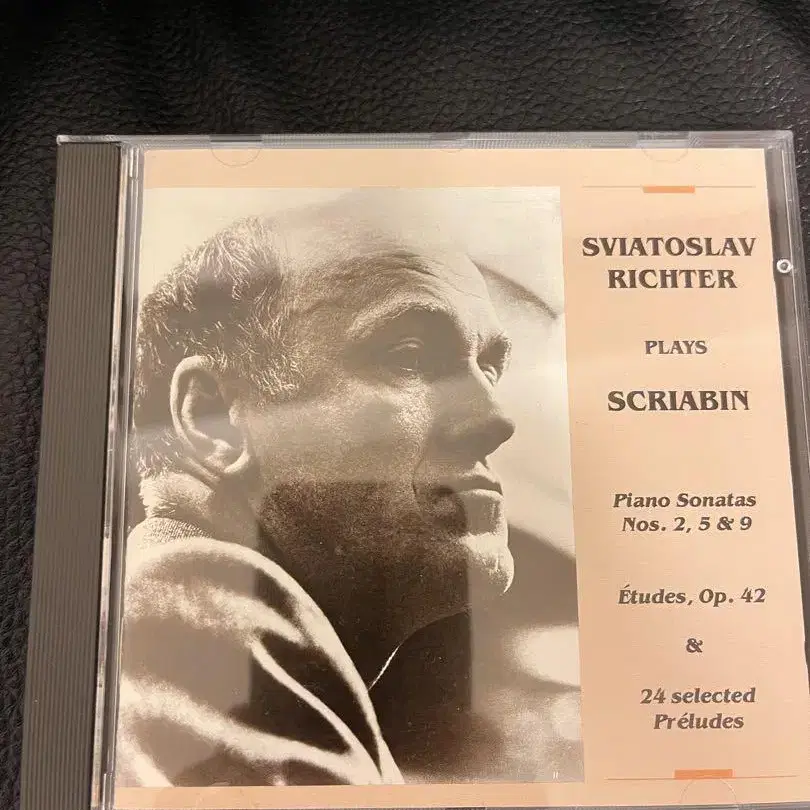 SVIATOSLAV
RICHTER
PLAYS
SCRIABIN
Piano Sonatas
Nos. 2, 5 & 9
Études, Op. 42
&
24 selected
Préludes